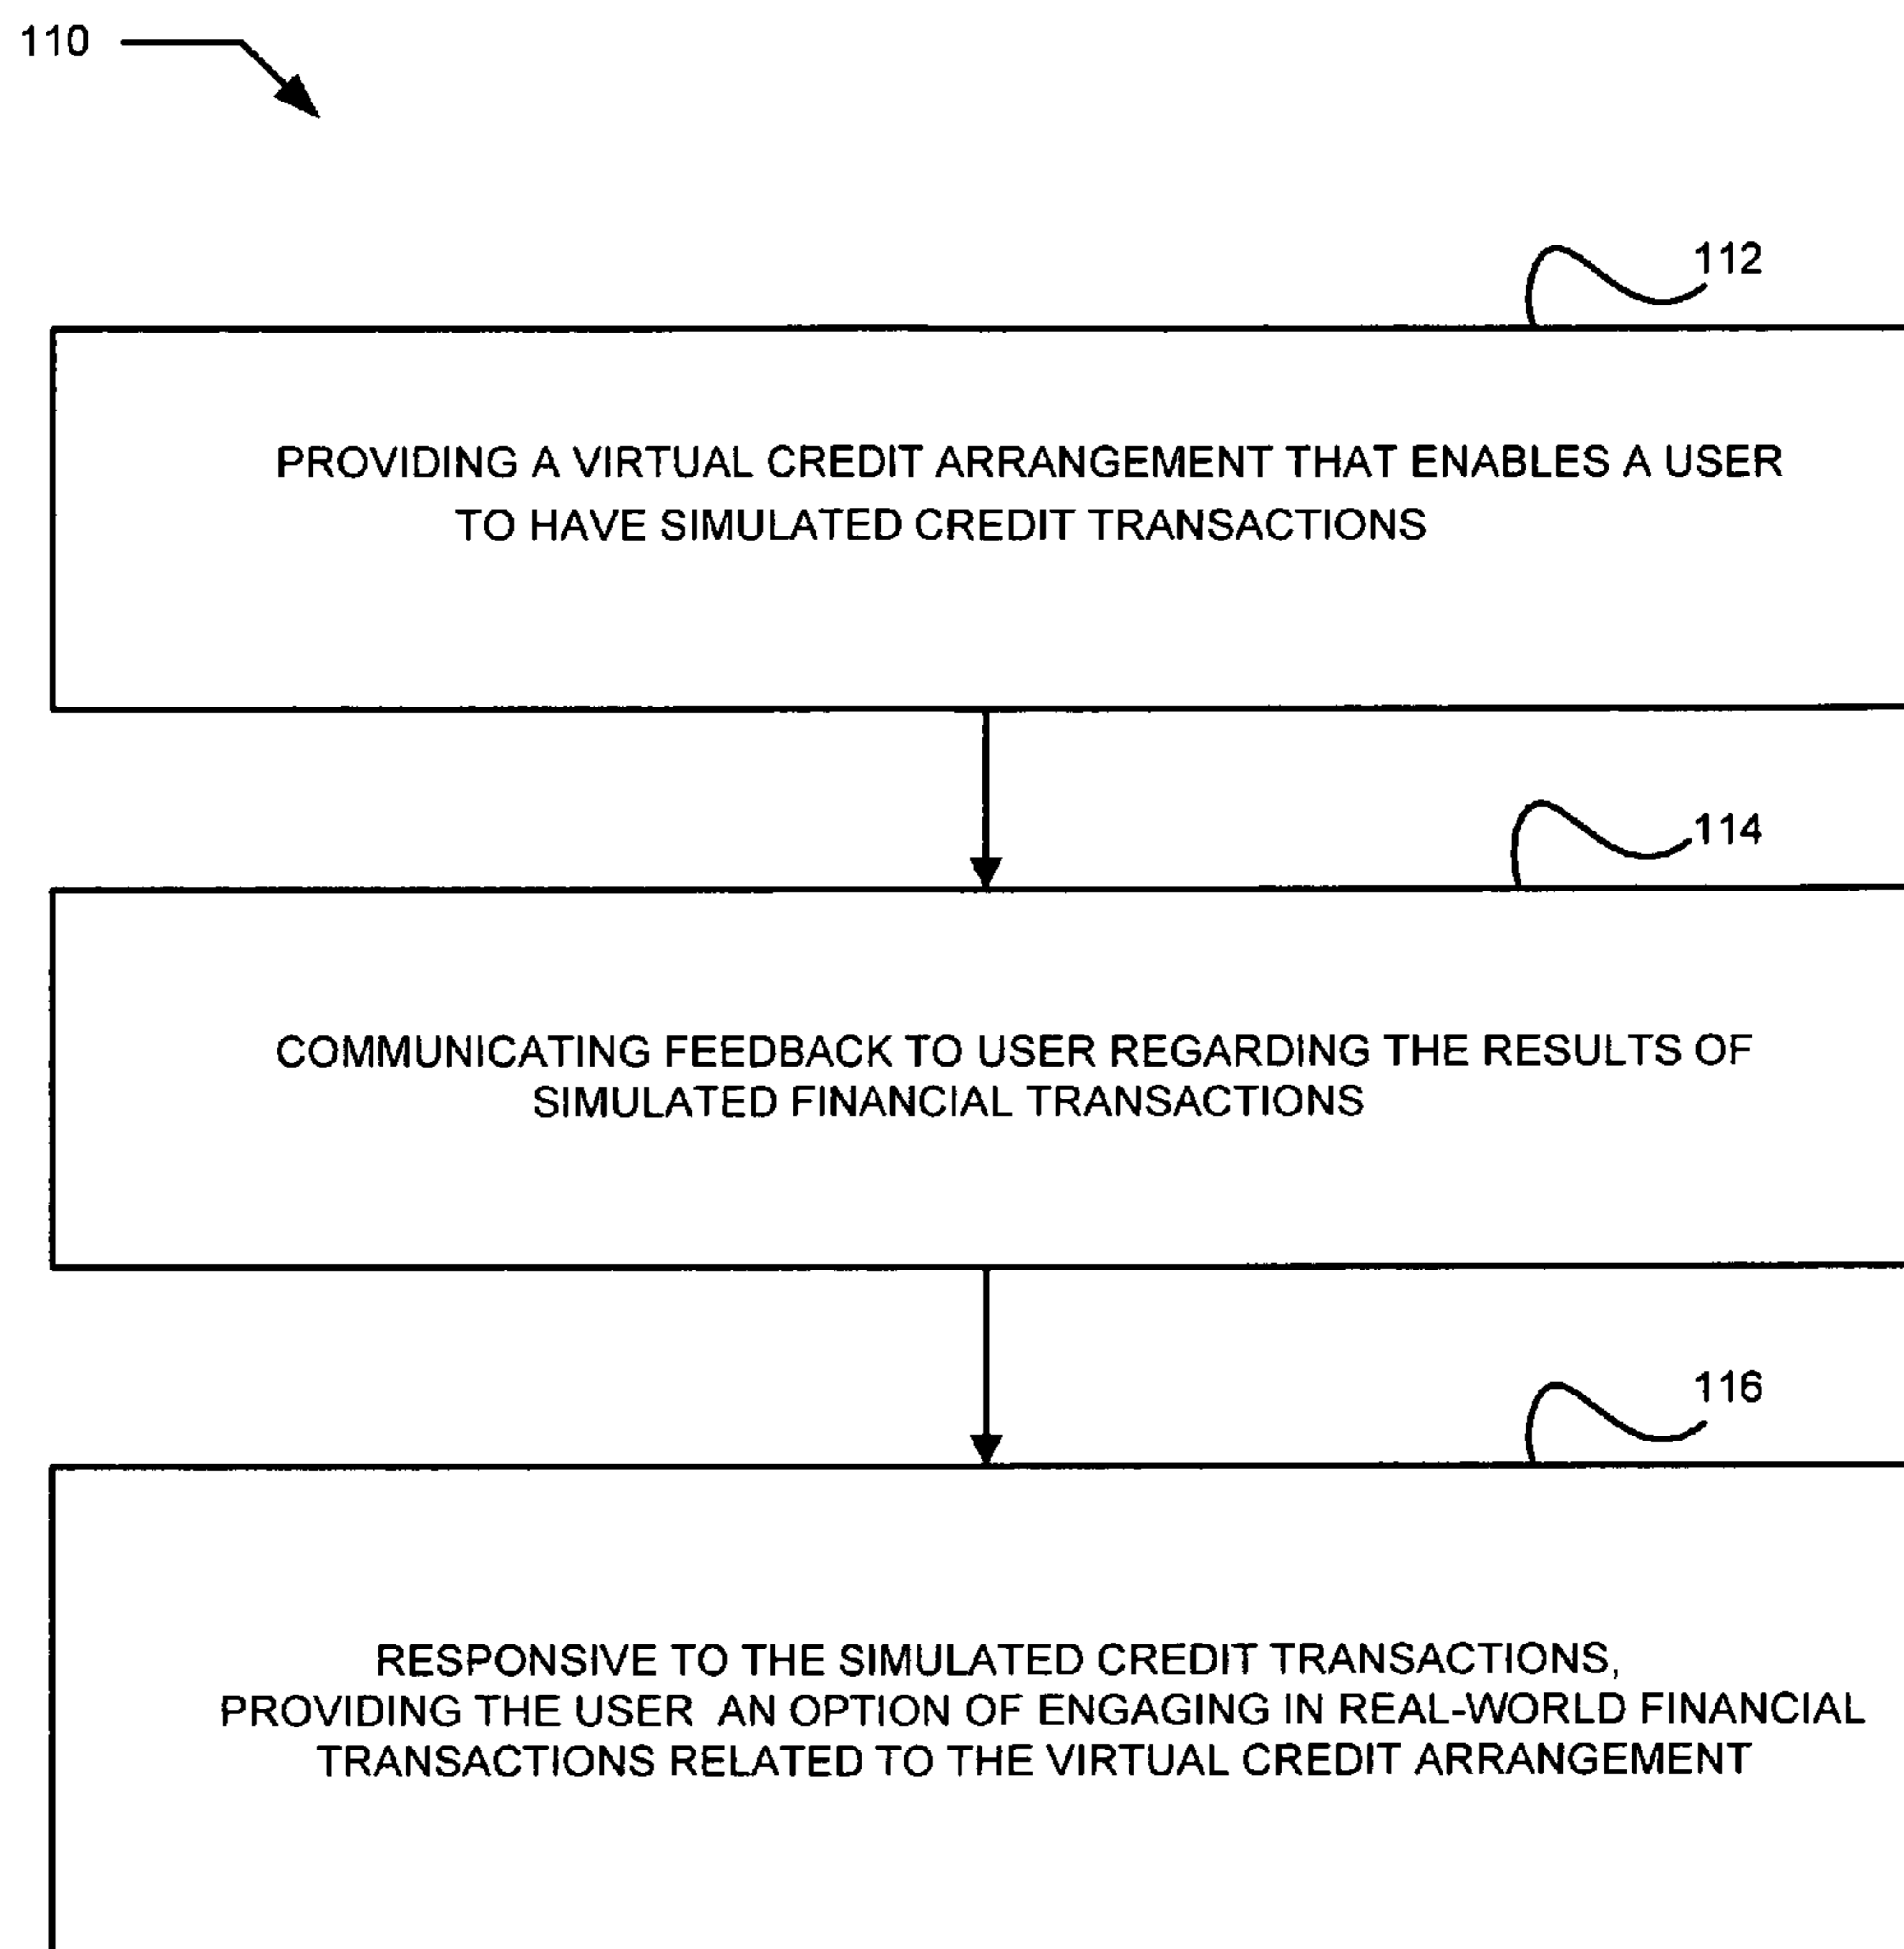 110
112
PROVIDING A VIRTUAL CREDIT ARRANGEMENT THAT ENABLES A USER
TO HAVE SIMULATED CREDIT TRANSACTIONS
114
COMMUNICATING FEEDBACK TO USER REGARDING THE RESULTS OF
SIMULATED FINANCIAL TRANSACTIONS
116
RESPONSIVE TO THE SIMULATED CREDIT TRANSACTIONS,
PROVIDING THE USER AN OPTION OF ENGAGING IN REAL-WORLD FINANCIAL
TRANSACTIONS RELATED TO THE VIRTUAL CREDIT ARRANGEMENT